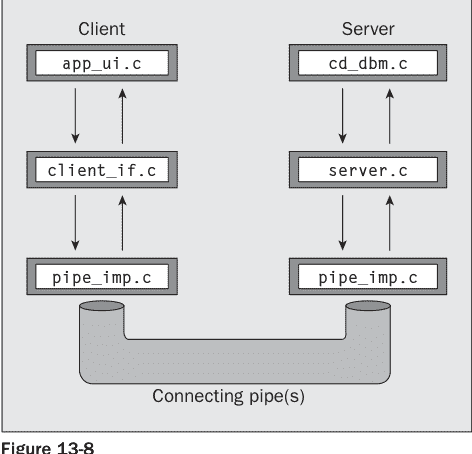 Client Server
app_ui.c cd_dbm.c
client_if.c server.c
pipe_imp.c pipe_imp.c
Connecting pipe(s)
Figure 13-8